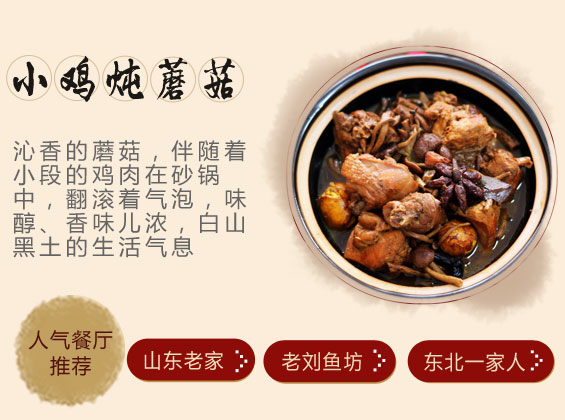 小鸡炖蘑菇
沁香的蘑菇，伴随着
小段的鸡肉在砂锅
中，翻滚着气泡，味
醇、香味儿浓，白山
黑土的生活气息
人气餐厅
推荐
山东老家
老刘鱼坊
东北一家人